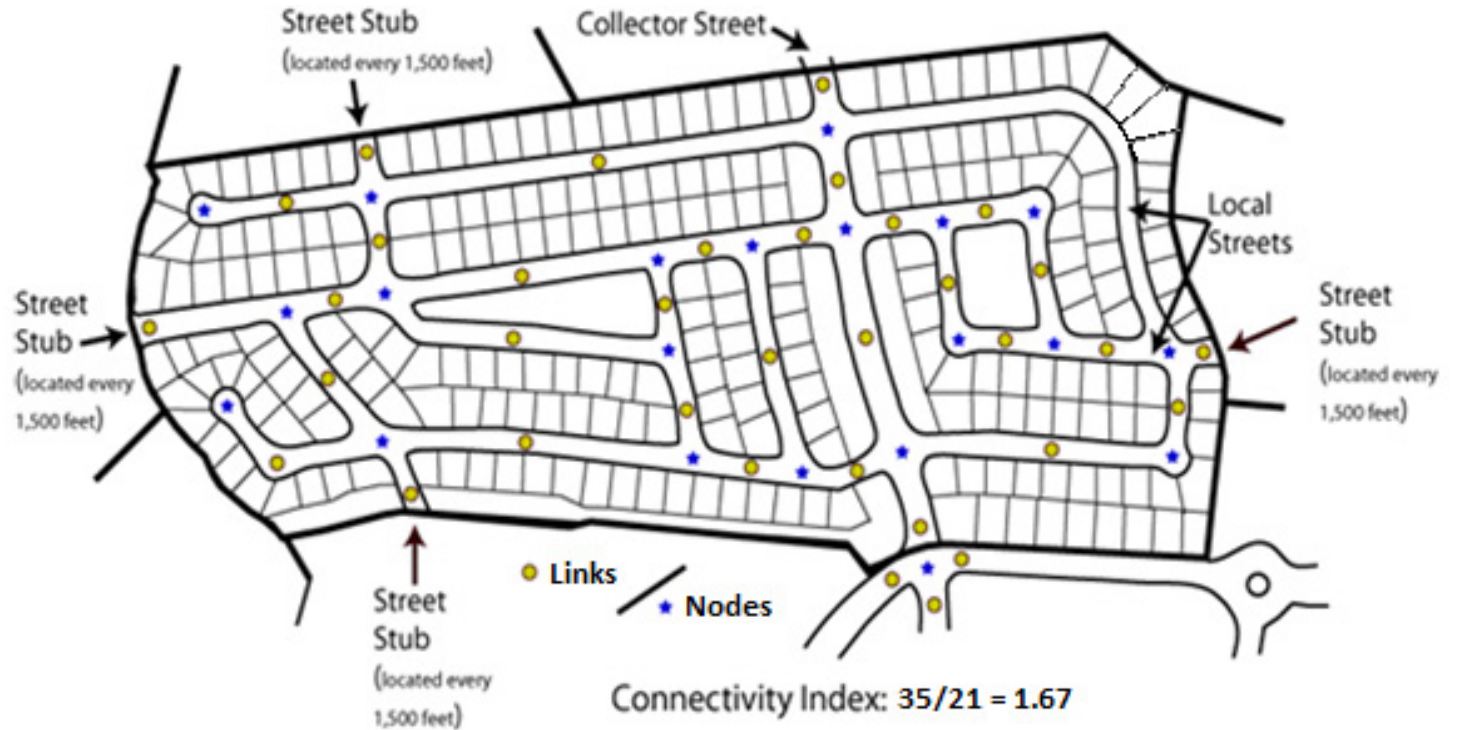 Street Stub
(located every 1,500 feet)
Collector Street
Local
Streets
Street
Stub
(located every
1,500 feet)
Street
Stub
(located every
1,500 feet)
Links
Nodes
Street
Stub
(located every
1,500 feet)
Connectivity Index: 35/21 = 1.67